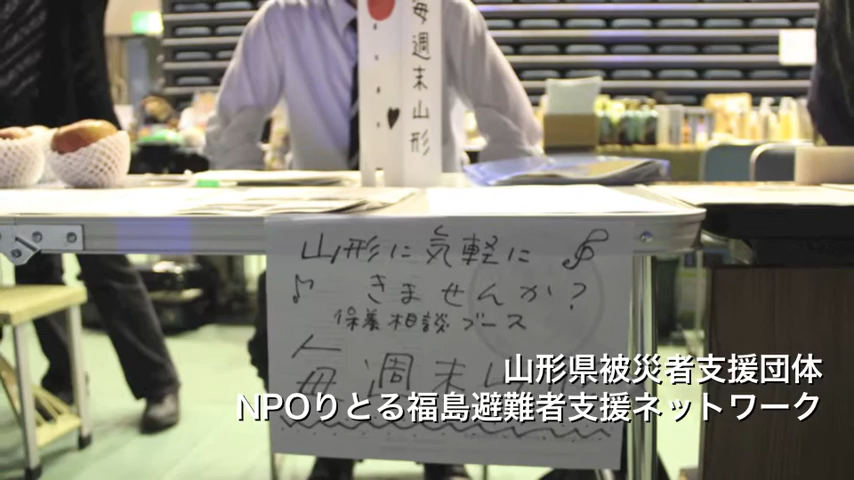 毎週末山形
山形に気軽に
きませんか?
保養相談ブース
毎週末山
山形県被災者支援団体
NPOりとる福島避難者支援ネットワーク